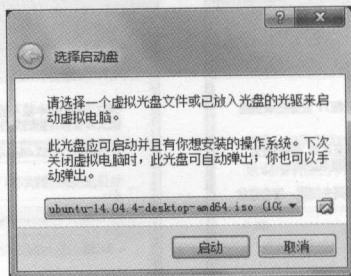 选择启动盘
请选择一个虚拟光盘文件或已放入光盘的光驱来启
动虚拟电脑。
此光盘应可启动并且有你想安装的操作系统。下次
关闭虚拟电脑时，此光盘可自动弹出；你也可以手
动弹出。
ubuntu-14.04.4-desktop-amd64.iso (10
启动
取消